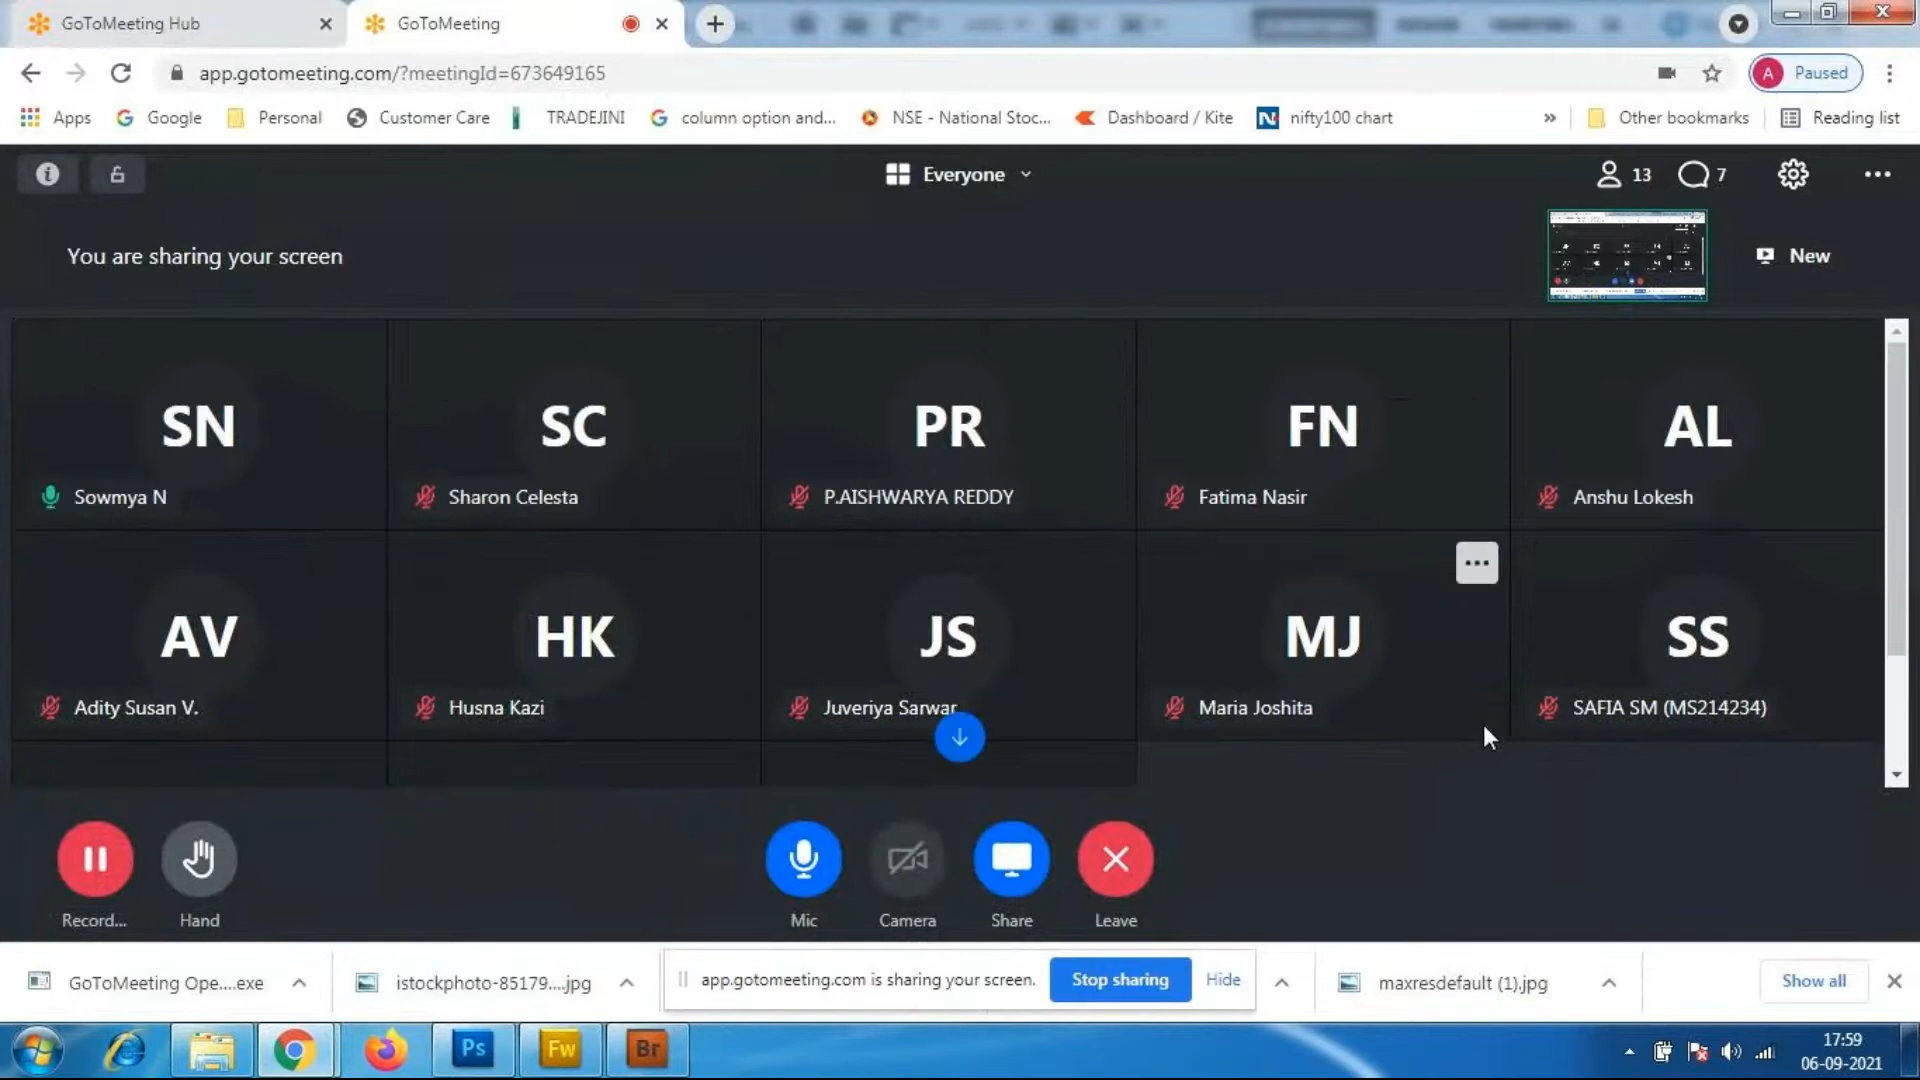 GoToMeeting Hub
GoToMeeting
app.gotomeeting.com/?meetingId=673649165
A Paused
Apps
Google
Personal
Customer Care
TRADEJINI
column option and...
NSE - National Stoc...
Dashboard / Kite
nifty100 chart
»
Other bookmarks
Reading list
Everyone
13
7
You are sharing your screen
New
SN
Sowmya N
SC
Sharon Celesta
PR
P.AISHWARYA REDDY
FN
Fatima Nasir
AL
Anshu Lokesh
AV
Adity Susan V.
HK
Husna Kazi
JS
Juveriya Sarwar
MJ
Maria Joshita
SS
SAFIA SM (MS214234)
Record...
Hand
Mic
Camera
Share
Leave
GoToMeeting Ope....exe
istockphoto-85179....jpg
app.gotomeeting.com is sharing your screen.
Stop sharing
Hide
maxresdefault (1).jpg
Show all
Ps
Fw
Br
17:59
06-09-2021